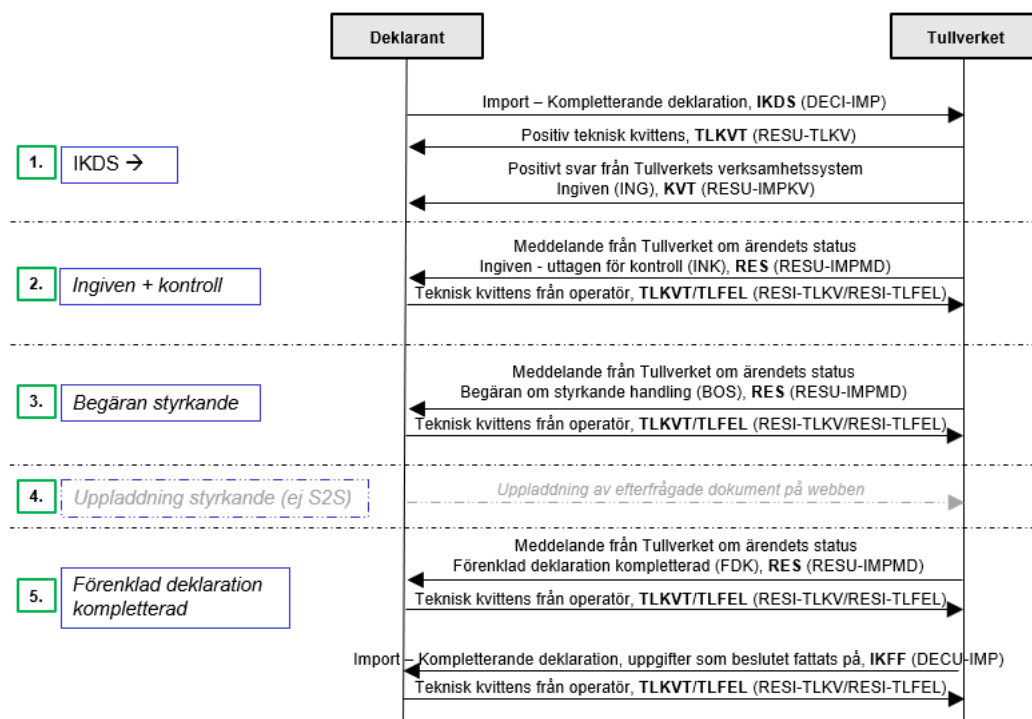 Deklarant
Tullverket
Import – Kompletterande deklaration, IKDS (DECI-IMP)
Positiv teknisk kvittens, TLKVT (RESU-TLKV)
1.
IKDS →
Positivt svar från Tullverkets verksamhetssystem
Ingiven (ING), KVT (RESU-IMPKV)
Meddelande från Tullverket om ärendets status
2.
Ingiven + kontroll
Ingiven - uttagen för kontroll (INK), RES (RESU-IMPMD)
Teknisk kvittens från operatör, TLKVT/TLFEL (RESI-TLKV/RESI-TLFEL)
Meddelande från Tullverket om ärendets status
3.
Begäran styrkande
Begäran om styrkande handling (BOS), RES (RESU-IMPMD)
Teknisk kvittens från operatör, TLKVT/TLFEL (RESI-TLKV/RESI-TLFEL)
4.
Uppladdning styrkande (ej S2S)
Uppladdning av efterfrågade dokument på webben
Meddelande från Tullverket om ärendets status
Förenklad deklaration kompletterad (FDK), RES (RESU-IMPMD)
5.
Förenklad deklaration
kompletterad
Teknisk kvittens från operatör, TLKVT/TLFEL (RESI-TLKV/RESI-TLFEL)
Import – Kompletterande deklaration, uppgifter som beslutet fattats på, IKFF (DECU-IMP)
Teknisk kvittens från operatör, TLKVT/TLFEL (RESI-TLKV/RESI-TLFEL)